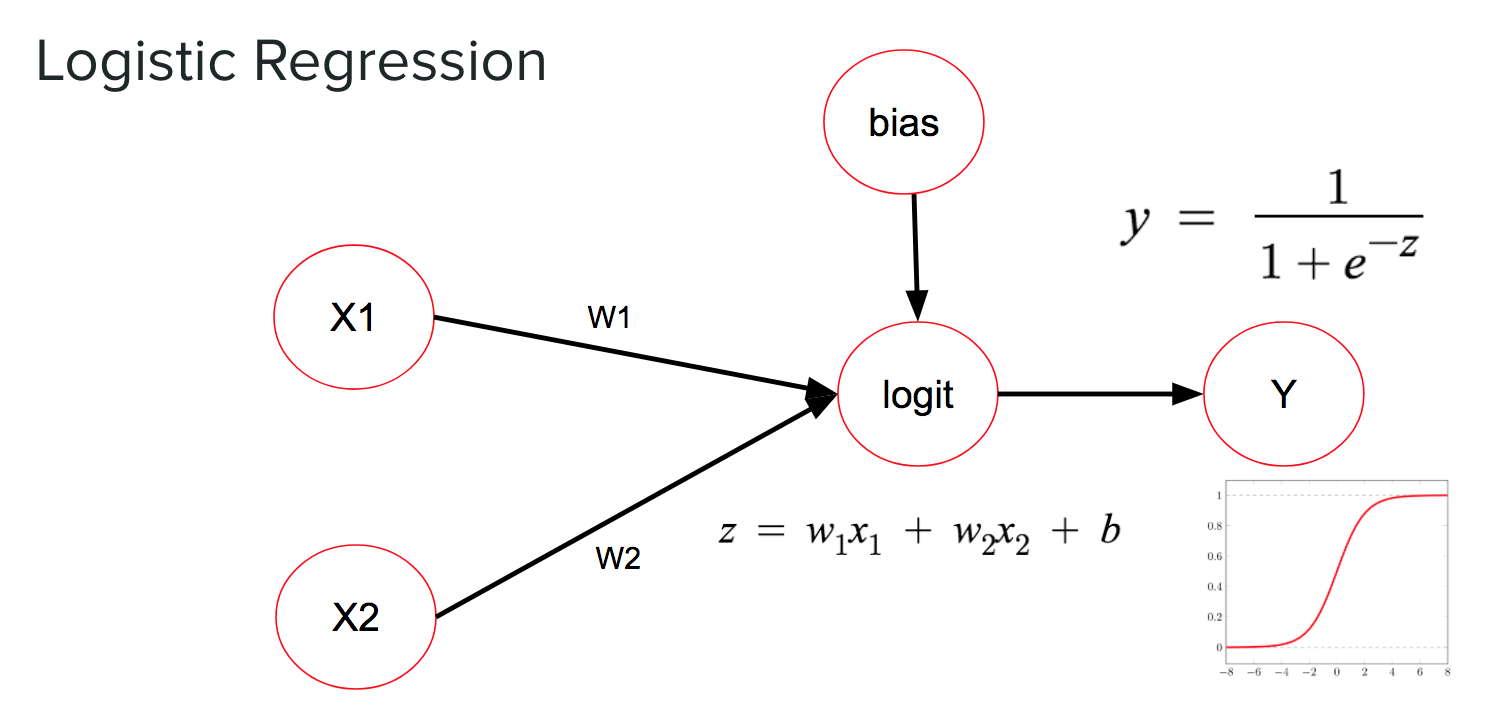 Logistic Regression
bias
y = 1 / (1 + e^{-z})
X1
W1
logit
Y
z = w_1x_1 + w_2x_2 + b
W2
X2
1
0.8
0.6
0.4
0.2
0
−8 −6 −4 −2 0 2 4 6 8